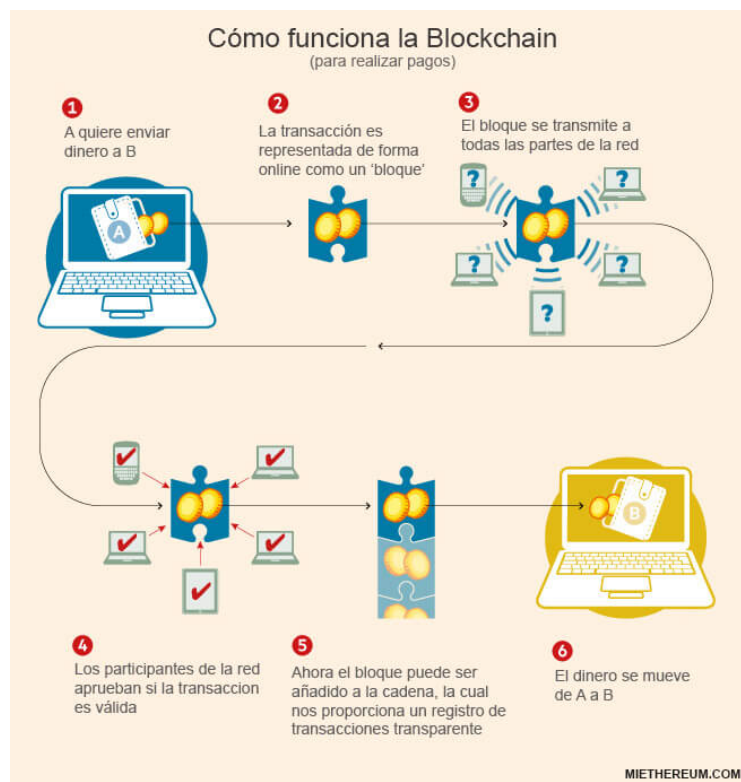 Cómo funciona la Blockchain
(para realizar pagos)
1
A quiere enviar
dinero a B
2
La transacción es
representada de forma
online como un ‘bloque’
3
El bloque se transmite a
todas las partes de la red
A
?
?
?
?
?
B
4
Los participantes de la red
aprueban si la transaccion
es válida
5
Ahora el bloque puede ser
añadido a la cadena, la cual
nos proporciona un registro de
transacciones transparente
6
El dinero se mueve
de A a B
MIETHEREUM.COM